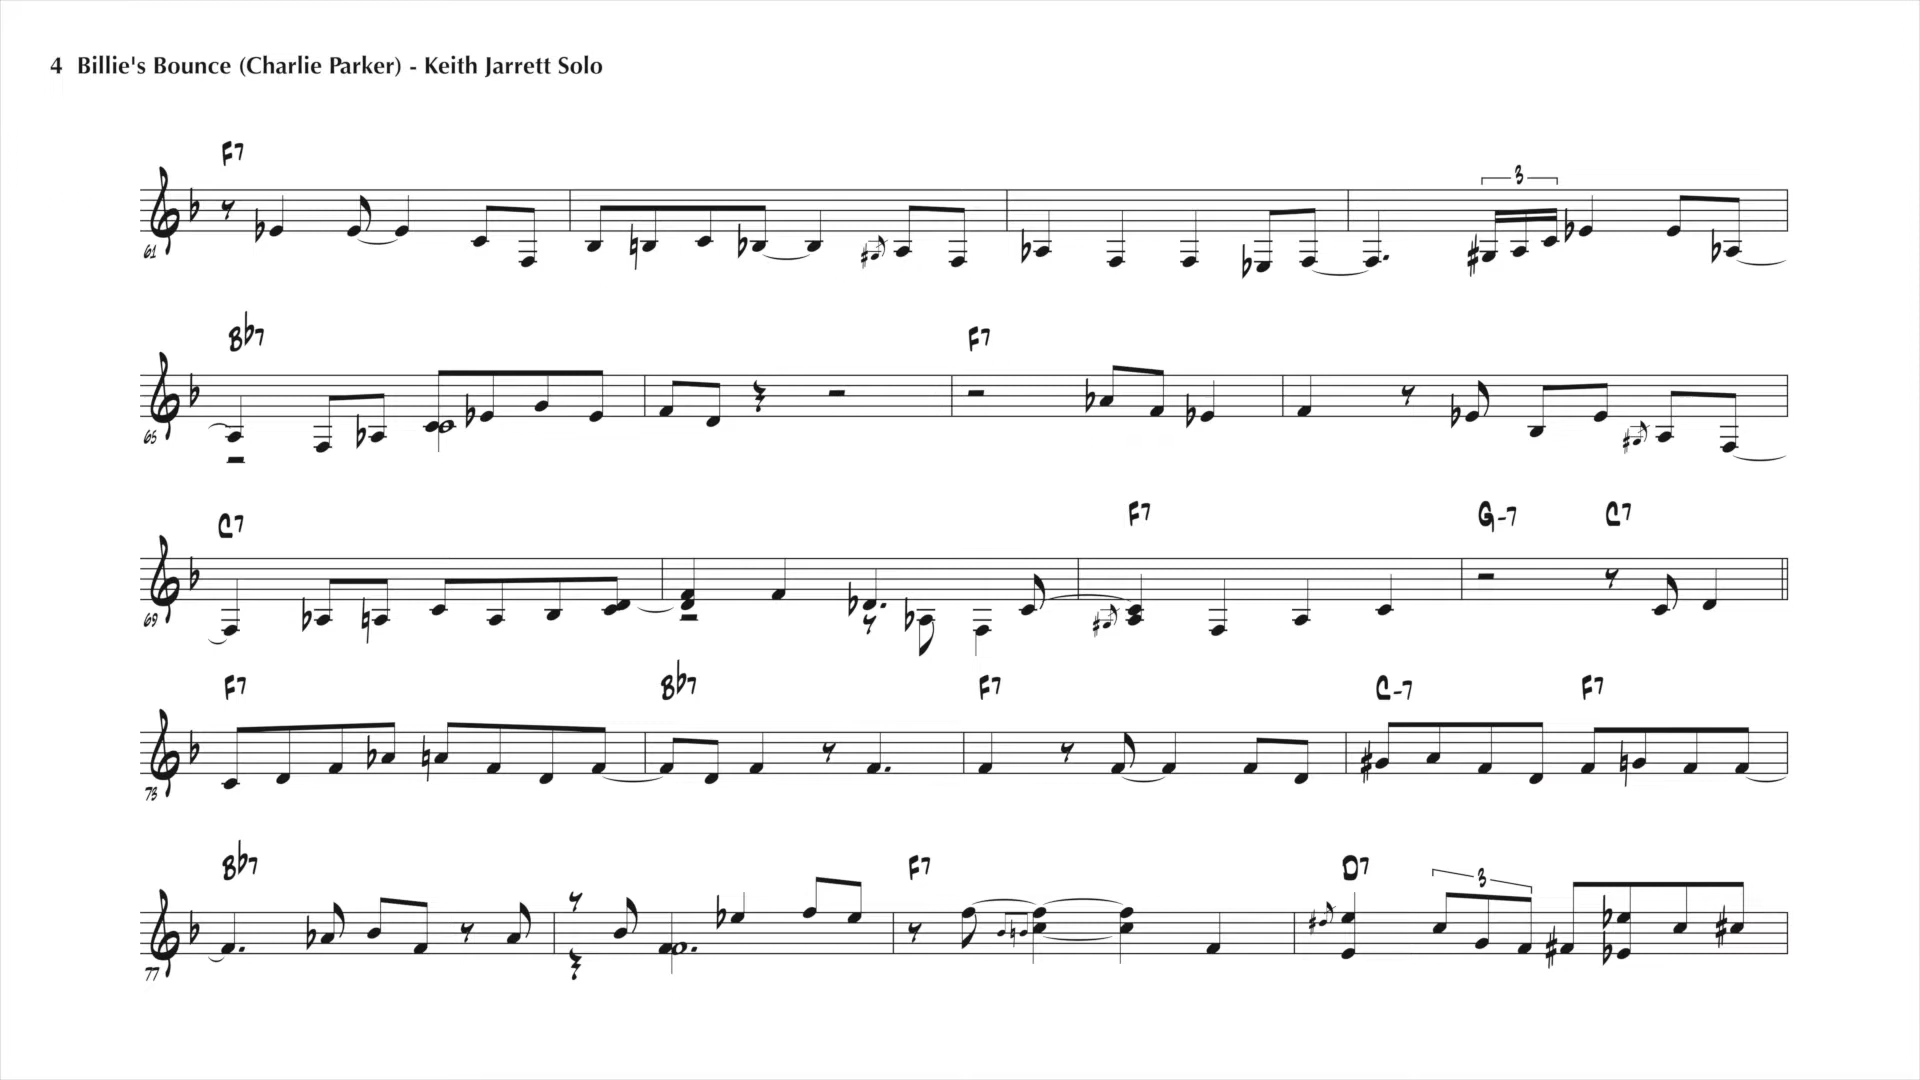 4 Billie's Bounce (Charlie Parker) - Keith Jarrett Solo
F7
3
61
Bb7 F7
65
C7 F7 G-7 C7
69
F7 Bb7 F7 C-7 F7
73
Bb7 F7 D7
3
77